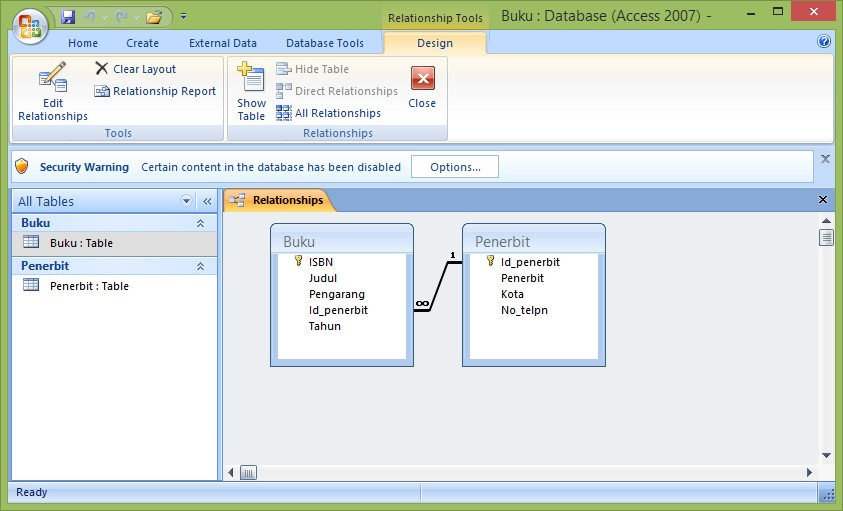 Relationship Tools
Buku : Database (Access 2007) -
Home
Create
External Data
Database Tools
Design
Edit
Relationships
Clear Layout
Relationship Report
Tools
Show
Table
Hide Table
Direct Relationships
All Relationships
Close
Relationships
Security Warning
Certain content in the database has been disabled
Options...
All Tables
Buku
Buku : Table
Penerbit
Penerbit : Table
Relationships
Buku
ISBN
Judul
Pengarang
Id_penerbit
Tahun
∞
1
Penerbit
Id_penerbit
Penerbit
Kota
No_telpn
Ready